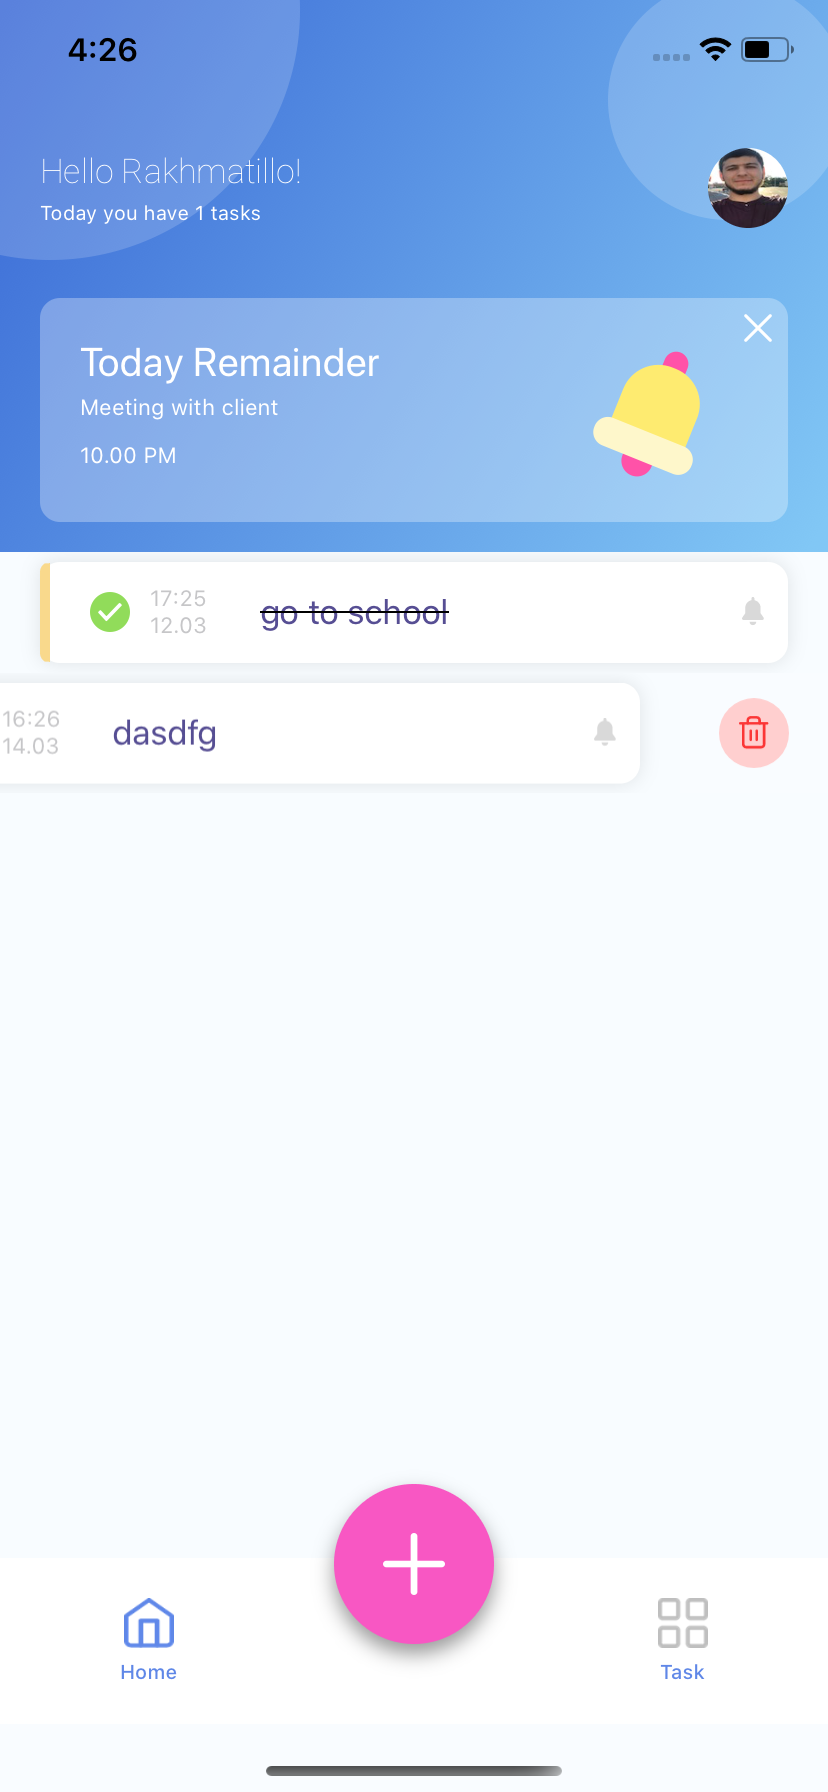 4:26
Hello Rakhmatillo!
Today you have 1 tasks
Today Remainder
Meeting with client
10.00 PM
17:25
12.03
go to school
16:26
14.03
dasdfg
Home
Task